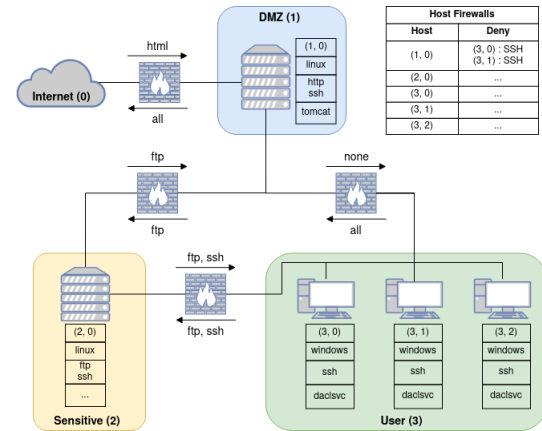 DMZ (1)
(1, 0)
linux
http
ssh
tomcat
Host Firewalls
Host Deny
(1, 0) (3, 0) : SSH
(3, 1) : SSH
(2, 0) ...
(3, 0) ...
(3, 1) ...
(3, 2) ...
html
Internet (0)
all
ftp
ftp
none
all
ftp, ssh
ftp, ssh
(2, 0)
linux
ftp
ssh
...
Sensitive (2)
(3, 0) (3, 1) (3, 2)
windows windows windows
ssh ssh ssh
daclsvc daclsvc daclsvc
User (3)